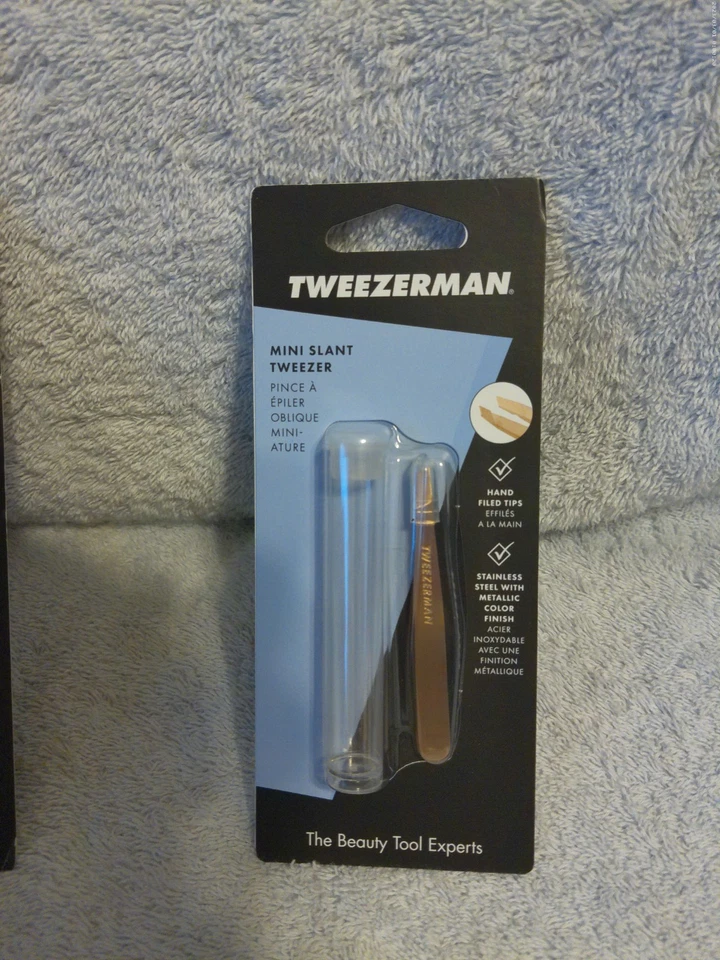 TWEEZERMAN®
MINI SLANT
TWEEZER
PINCE À
ÉPILER
OBLIQUE
MINI-
ATURE
HAND
FILED TIPS
EFFILÉS
A LA MAIN
TWEEZERMAN
STAINLESS
STEEL WITH
METALLIC
COLOR
FINISH
ACIER
INOXYDABLE
AVEC UNE
FINITION
MÉTALLIQUE
The Beauty Tool Experts